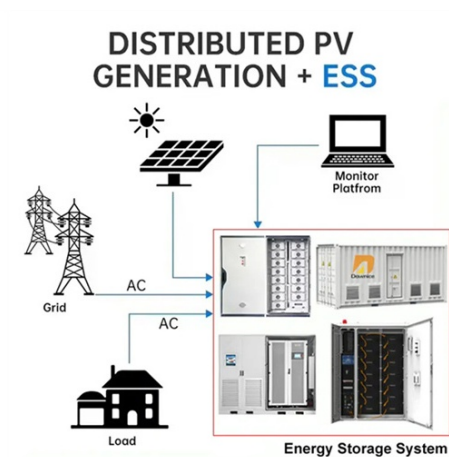 DISTRIBUTED PV
GENERATION + ESS
Monitor
Platfrom
Grid
AC
AC
Load
Energy Storage System